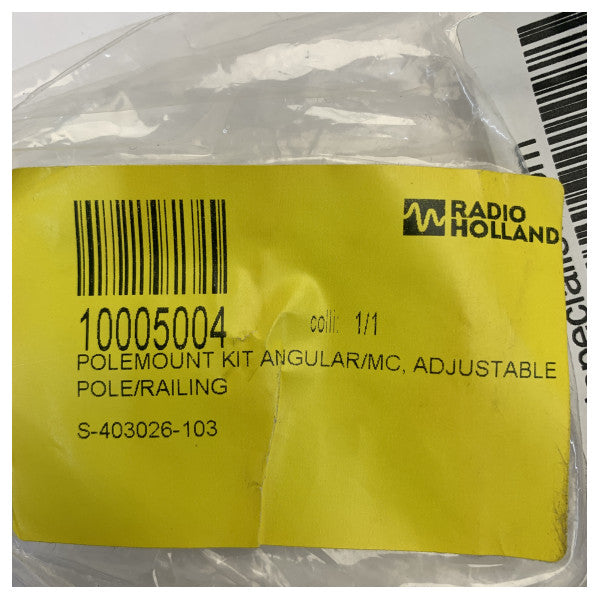 RADIO
HOLLAND
10005004 colli: 1/1
POLEMOUNT KIT ANGULAR/MC, ADJUSTABLE
POLE/RAILING
S-403026-103